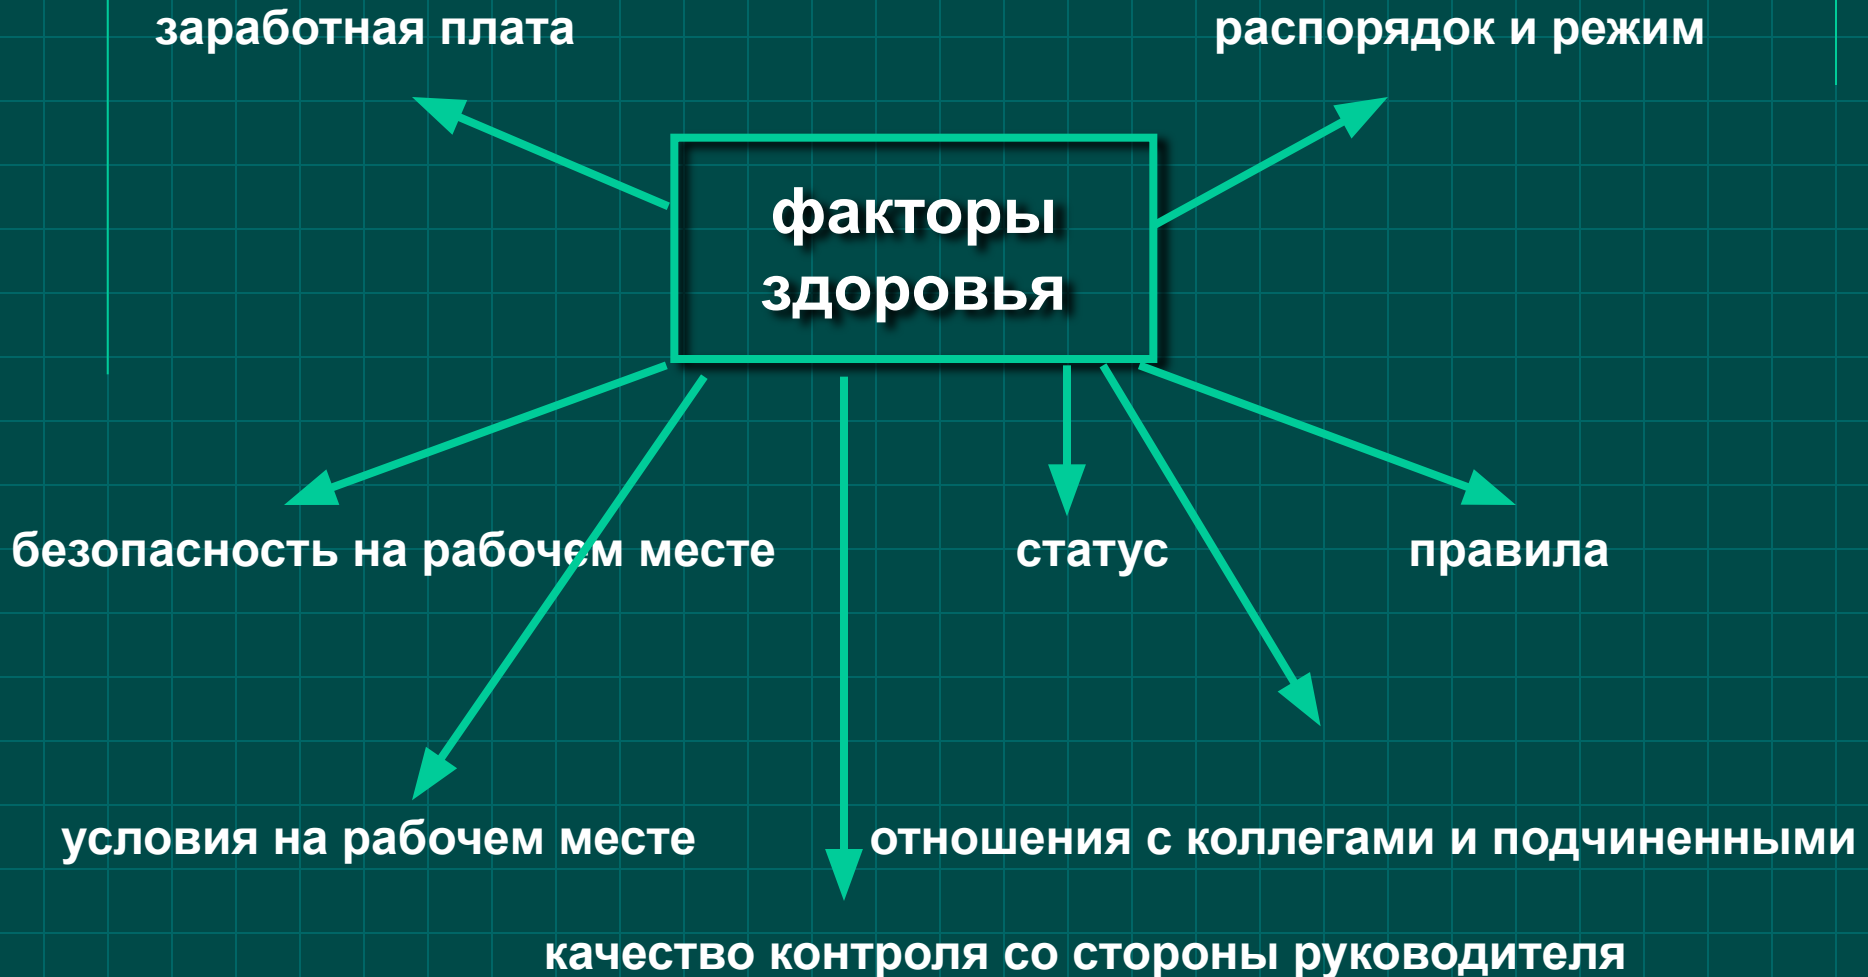 заработная плата
распорядок и режим
факторы
здоровья
безопасность на рабочем месте
статус
правила
условия на рабочем месте
отношения с коллегами и подчиненными
качество контроля со стороны руководителя